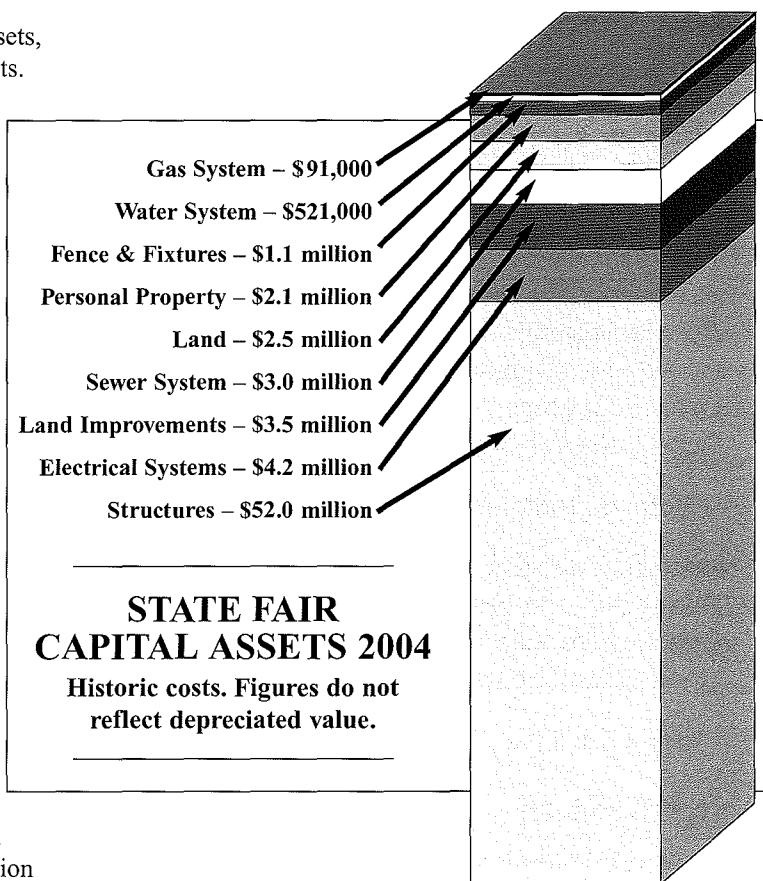 sets,
ts.
Gas System – $91,000
Water System – $521,000
Fence & Fixtures – $1.1 million
Personal Property – $2.1 million
Land – $2.5 million
Sewer System – $3.0 million
Land Improvements – $3.5 million
Electrical Systems – $4.2 million
Structures – $52.0 million
STATE FAIR
CAPITAL ASSETS 2004
Historic costs. Figures do not
reflect depreciated value.
ion